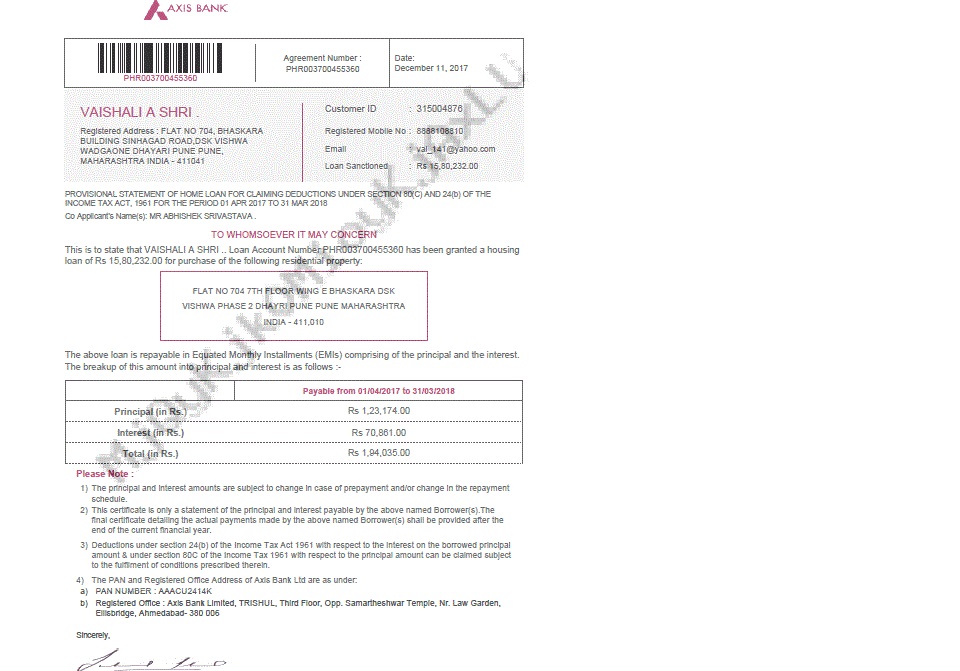 AXIS BANK
PHR003700455360
Agreement Number :
PHR003700455360
Date:
December 11, 2017
VAISHALI A SHRI .
Registered Address : FLAT NO 704, BHASKARA
BUILDING SINHAGAD ROAD,DSK VISHWA
WADGAONE DHAYARI PUNE PUNE,
MAHARASHTRA INDIA - 411041
Customer ID : 315004876
Registered Mobile No : 8888108810
Email : val_141@yahoo.com
Loan Sanctioned : Rs 15,80,232.00
PROVISIONAL STATEMENT OF HOME LOAN FOR CLAIMING DEDUCTIONS UNDER SECTION 80(C) AND 24(b) OF THE
INCOME TAX ACT, 1961 FOR THE PERIOD 01 APR 2017 TO 31 MAR 2018
Co Applicant's Name(s): MR ABHISHEK SRIVASTAVA .
TO WHOMSOEVER IT MAY CONCERN
This is to state that VAISHALI A SHRI .. Loan Account Number PHR003700455360 has been granted a housing
loan of Rs 15,80,232.00 for purchase of the following residential property:
FLAT NO 704 7TH FLOOR WING E BHASKARA DSK
VISHWA PHASE 2 DHAYRI PUNE PUNE MAHARASHTRA
INDIA - 411,010
The above loan is repayable in Equated Monthly Installments (EMIs) comprising of the principal and the interest.
The breakup of this amount into principal and interest is as follows :-
Payable from 01/04/2017 to 31/03/2018
Principal (in Rs.) Rs 1,23,174.00
Interest (in Rs.) Rs 70,861.00
Total (in Rs.) Rs 1,94,035.00
Please Note :
1) The principal and interest amounts are subject to change in case of prepayment and/or change in the repayment
schedule.
2) This certificate is only a statement of the principal and interest payable by the above named Borrower(s).The
final certificate detailing the actual payments made by the above named Borrower(s) shall be provided after the
end of the current financial year.
3) Deductions under section 24(b) of the Income Tax Act 1961 with respect to the interest on the borrowed principal
amount & under section 80C of the Income Tax 1961 with respect to the principal amount can be claimed subject
to the fulfilment of conditions prescribed therein.
4) The PAN and Registered Office Address of Axis Bank Ltd are as under:
a) PAN NUMBER : AAACU2414K
b) Registered Office : Axis Bank Limited, TRISHUL, Third Floor, Opp. Samartheshwar Temple, Nr. Law Garden,
Ellisbridge, Ahmedabad- 380 006
Sincerely,